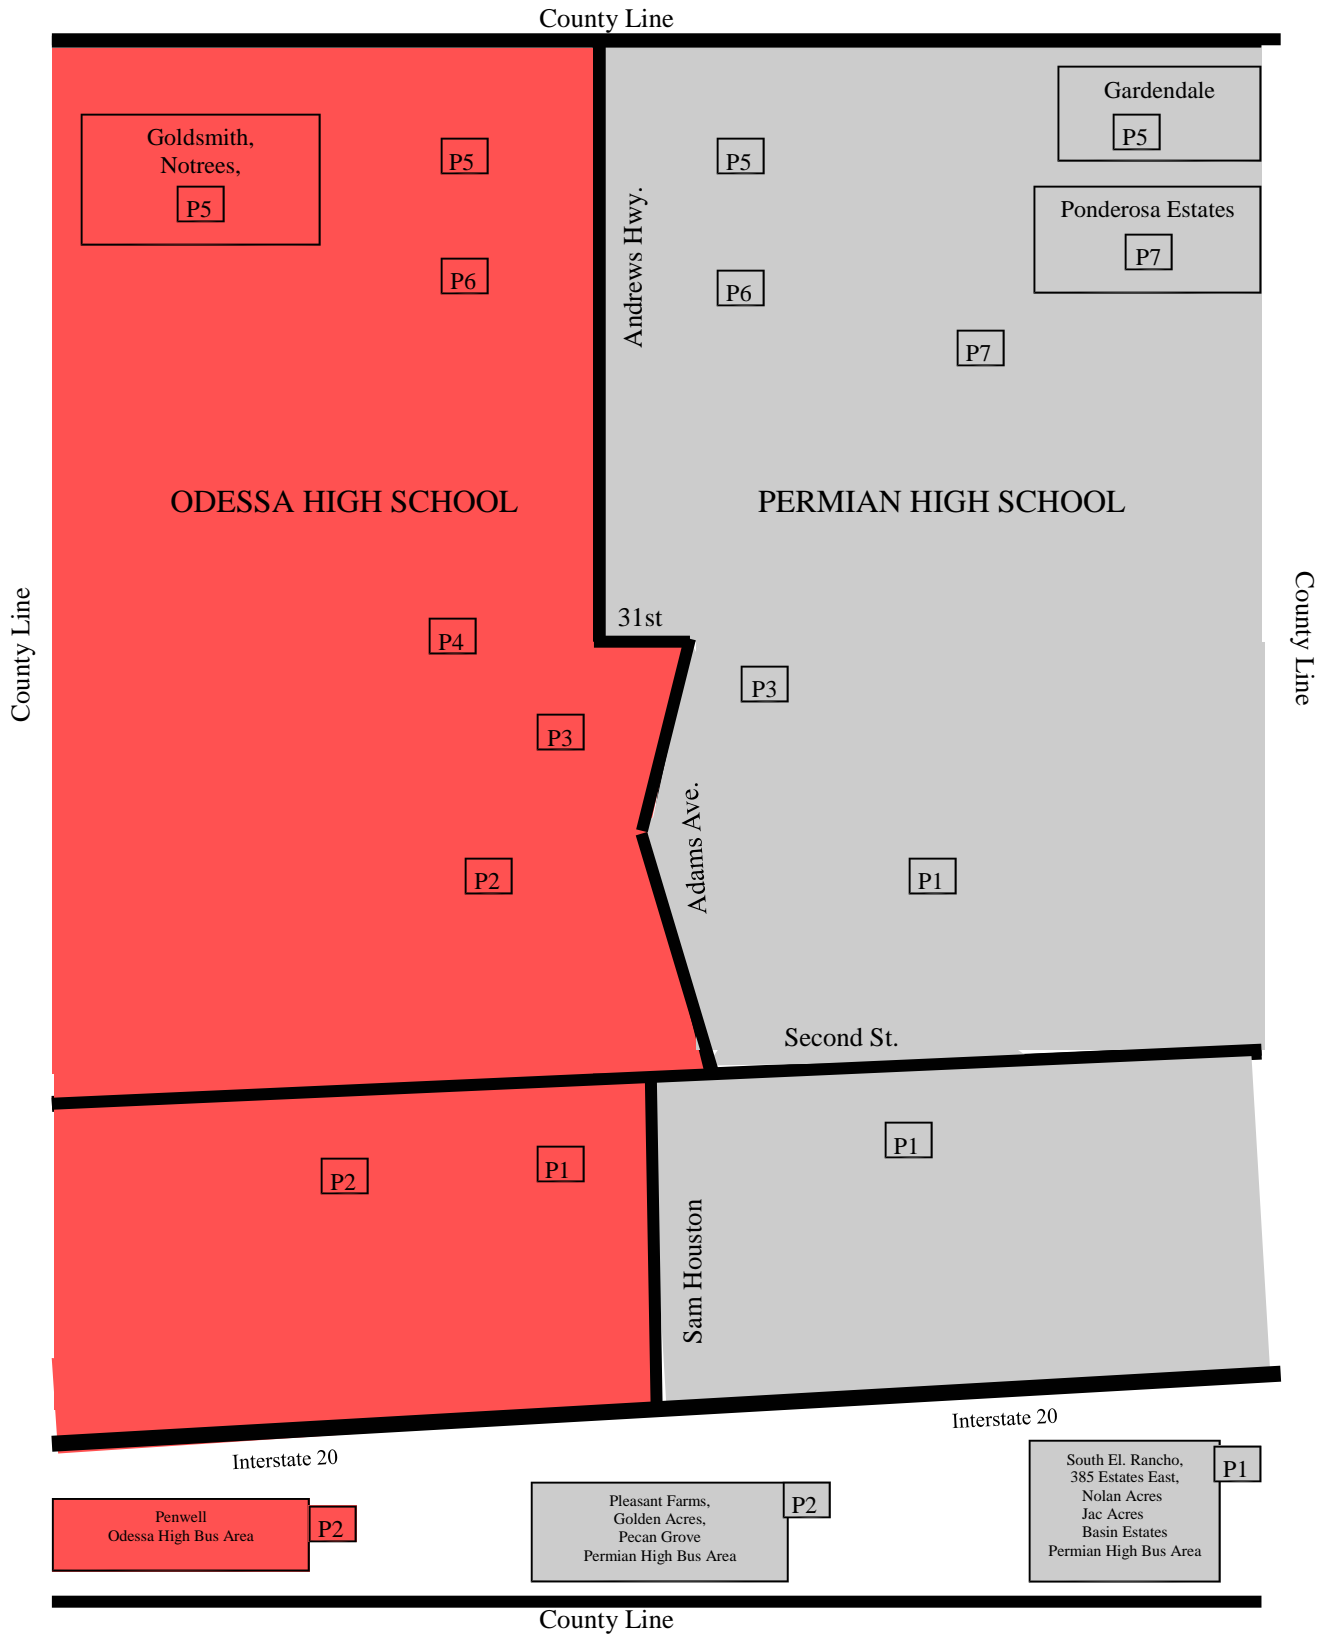 County Line
Gardendale
P5
Goldsmith,
Notrees,
P5
P5
P5
Andrews Hwy.
Ponderosa Estates
P7
P6
P6
P7
ODESSA HIGH SCHOOL
PERMIAN HIGH SCHOOL
County Line
County Line
31st
P4
P3
P3
Adams Ave.
P2
P1
Second St.
P2
P1
P1
Sam Houston
Interstate 20
Interstate 20
Penwell
Odessa High Bus Area
P2
Pleasant Farms,
Golden Acres,
Pecan Grove
Permian High Bus Area
P2
South El. Rancho,
385 Estates East,
Nolan Acres
Jac Acres
Basin Estates
Permian High Bus Area
P1
County Line